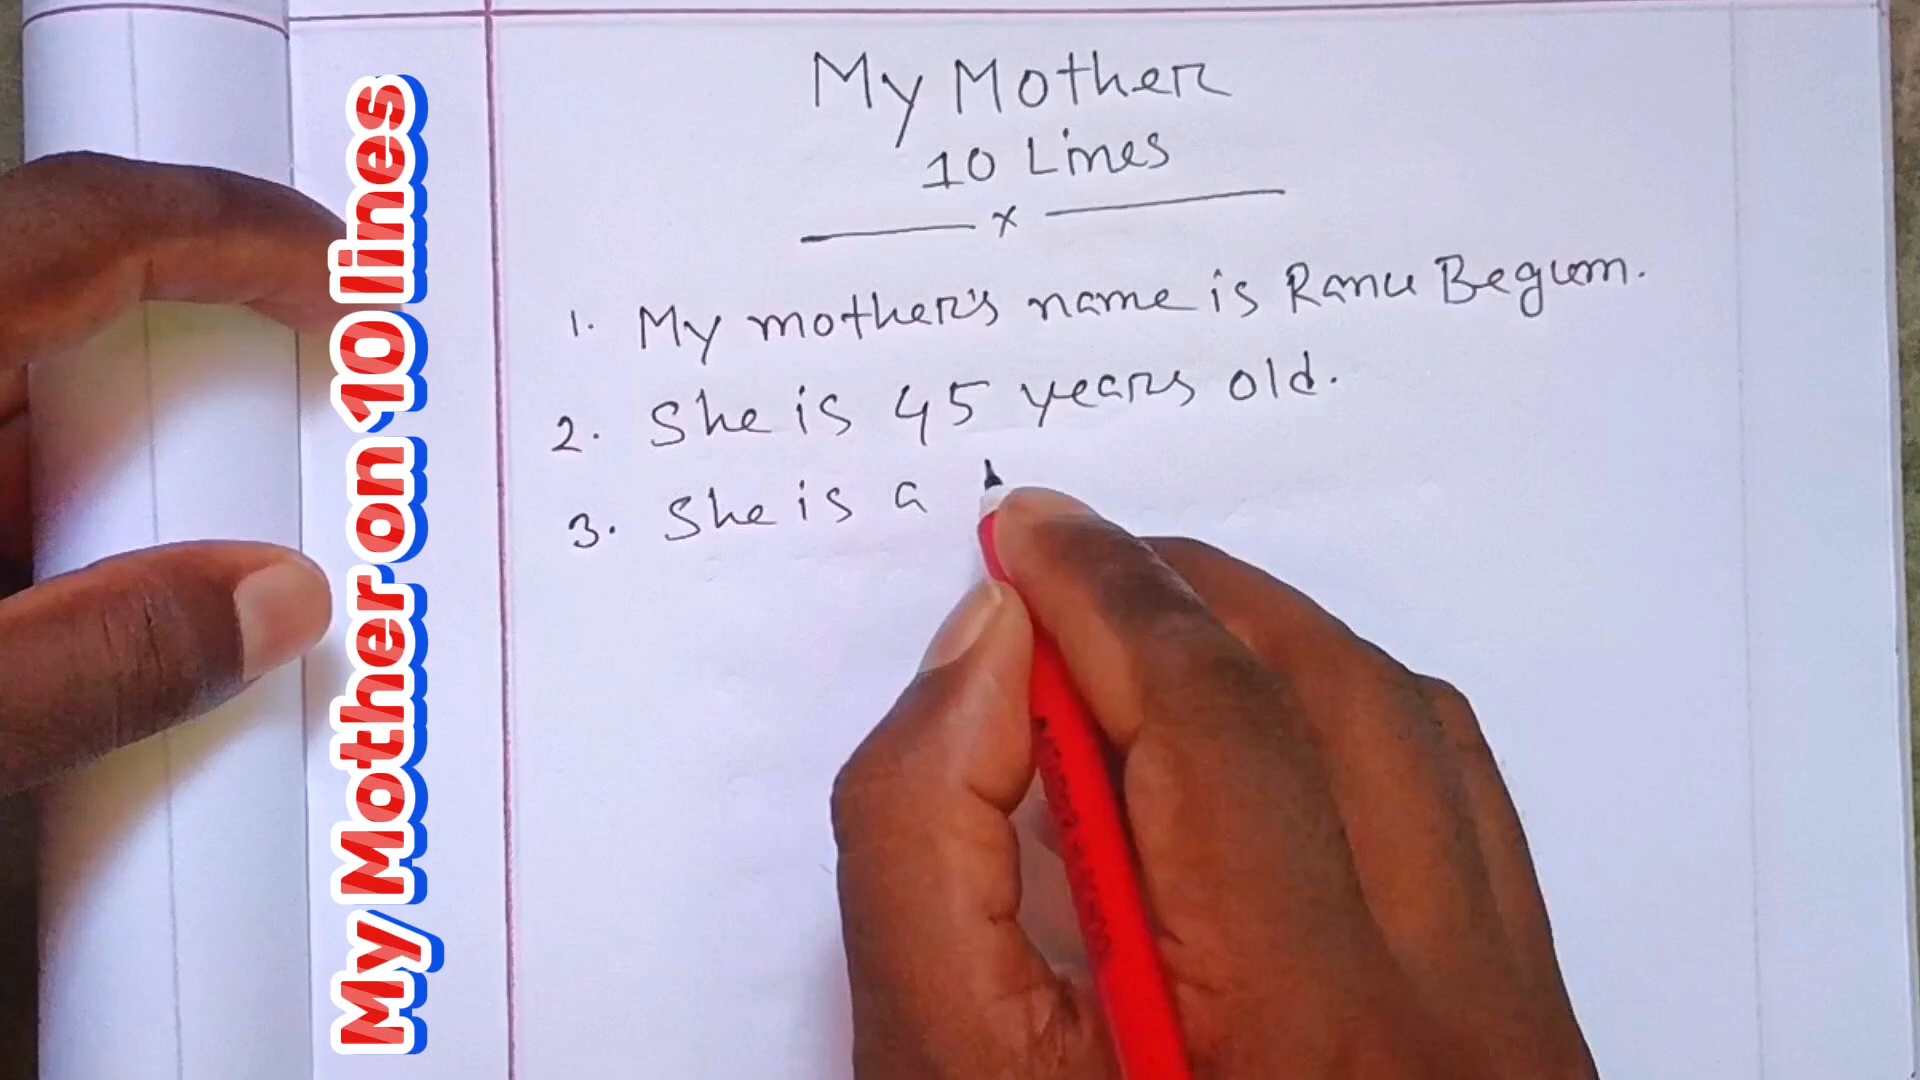 My Mother on 10 lines
My Mother
10 Lines
x
1. My mother's name is Ranu Begum.
2. She is 45 years old.
3. She is a